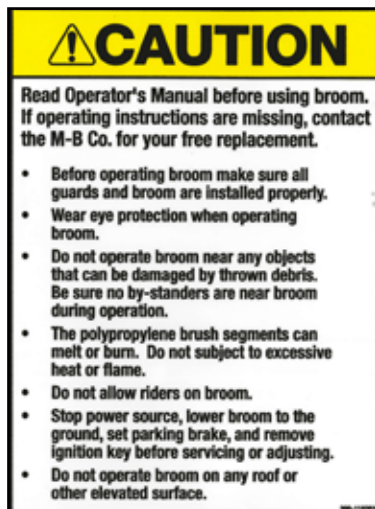 CAUTION
Read Operator's Manual before using broom.
If operating instructions are missing, contact
the M-B Co. for your free replacement.
• Before operating broom make sure all
guards and broom are installed properly.
• Wear eye protection when operating
broom.
• Do not operate broom near any objects
that can be damaged by thrown debris.
Be sure no by-standers are near broom
during operation.
• The polypropylene brush segments can
melt or burn. Do not subject to excessive
heat or flame.
• Do not allow riders on broom.
• Stop power source, lower broom to the
ground, set parking brake, and remove
ignition key before servicing or adjusting.
• Do not operate broom on any roof or
other elevated surface.